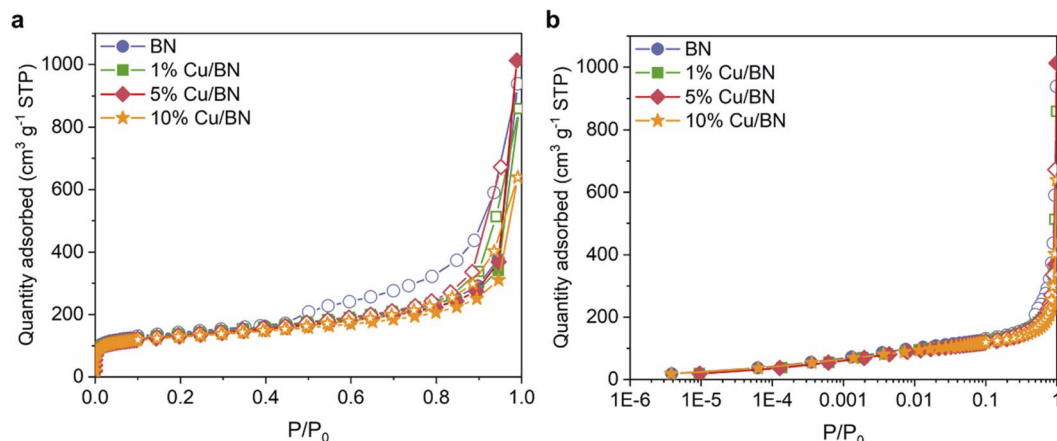 a
BN
1% Cu/BN
5% Cu/BN
10% Cu/BN
Quantity adsorbed (cm³ g⁻¹ STP)
1000
800
600
400
200
0
0.0 0.2 0.4 0.6 0.8 1.0
P/P₀
b
BN
1% Cu/BN
5% Cu/BN
10% Cu/BN
Quantity adsorbed (cm³ g⁻¹ STP)
1000
800
600
400
200
0
1E-6 1E-5 1E-4 0.001 0.01 0.1 1
P/P₀